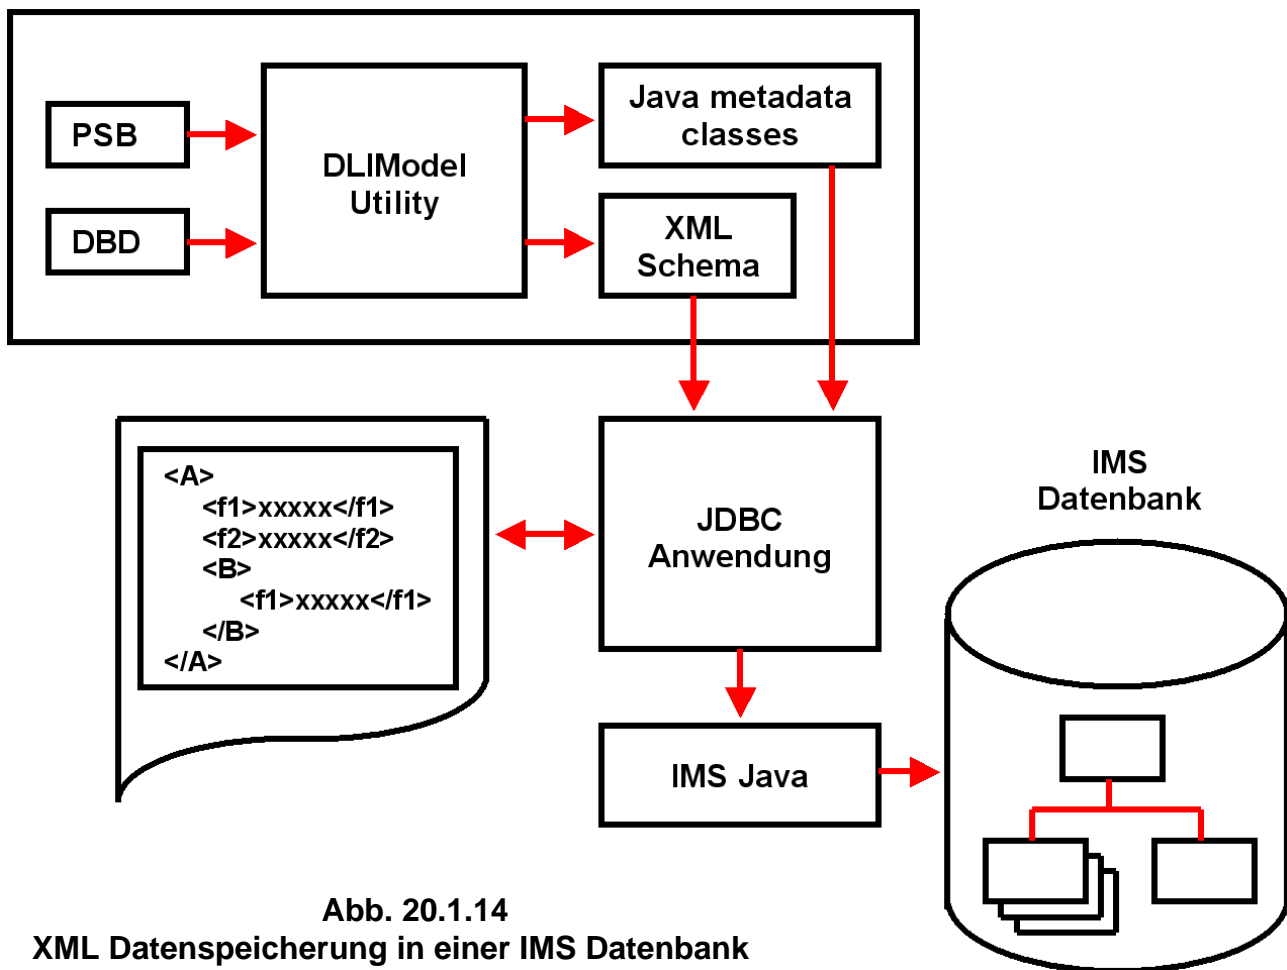 PSB
DBD
DLIModel
Utility
Java metadata
classes
XML
Schema
<A>
<f1>xxxxx</f1>
<f2>xxxxx</f2>
<B>
<f1>xxxxx</f1>
</B>
</A>
JDBC
Anwendung
IMS
Datenbank
IMS Java
Abb. 20.1.14
XML Datenspeicherung in einer IMS Datenbank